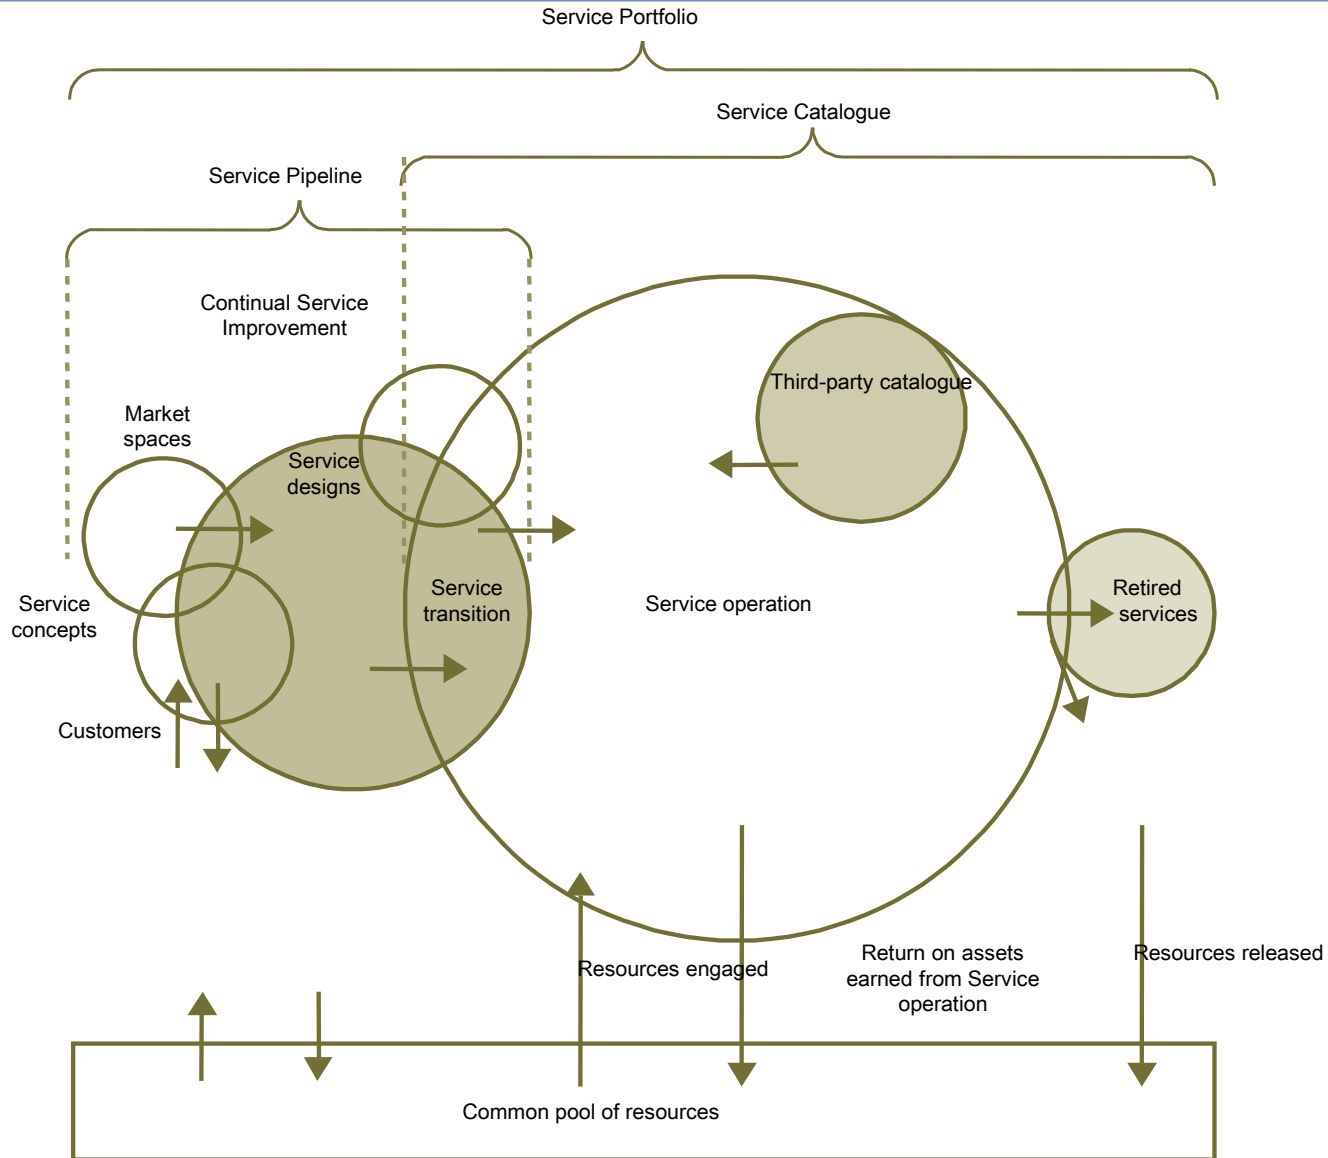 Service Portfolio
Service Catalogue
Service Pipeline
Continual Service
Improvement
Third-party catalogue
Market
spaces
Service
designs
Service
transition
Service operation
Retired
services
Service
concepts
Customers
Resources engaged
Return on assets
earned from Service
operation
Resources released
Common pool of resources